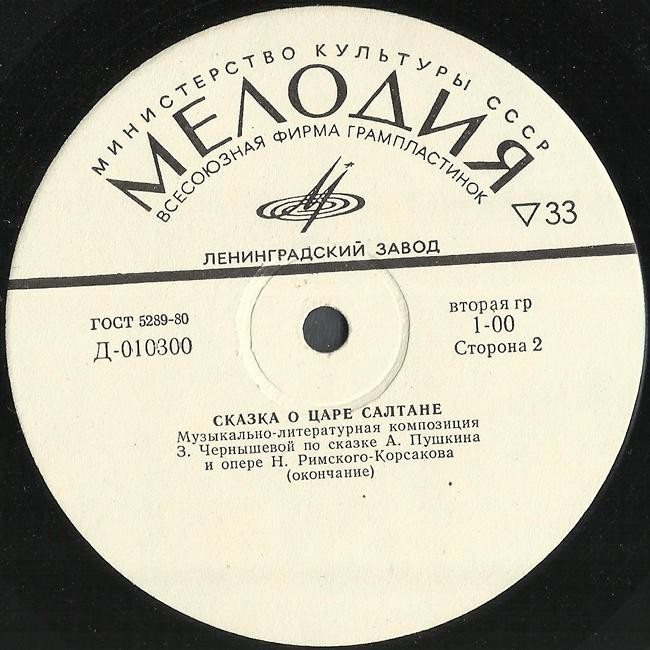 МИНИСТЕРСТВО КУЛЬТУРЫ СССР
МЕЛОДИЯ
ВСЕСОЮЗНАЯ ФИРМА ГРАМПЛАСТИНОК
▽33
ЛЕНИНГРАДСКИЙ ЗАВОД
ГОСТ 5289-80
Д-010300
вторая гр
1-00
Сторона 2
СКАЗКА О ЦАРЕ САЛТАНЕ
Музыкально-литературная композиция
З. Чернышевой по сказке А. Пушкина
и опере Н. Римского-Корсакова
(окончание)